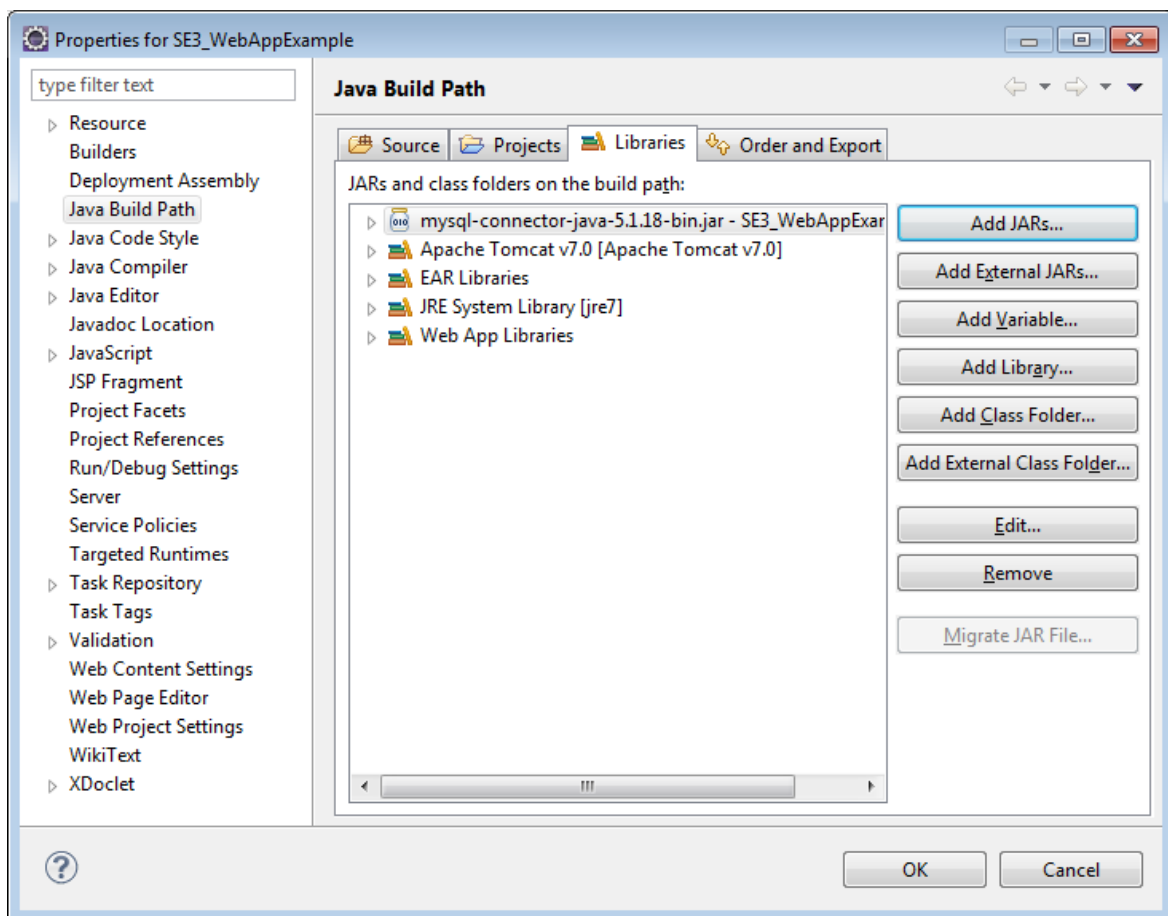 Properties for SE3_WebAppExample
type filter text
Resource
Builders
Deployment Assembly
Java Build Path
Java Code Style
Java Compiler
Java Editor
Javadoc Location
JavaScript
JSP Fragment
Project Facets
Project References
Run/Debug Settings
Server
Service Policies
Targeted Runtimes
Task Repository
Task Tags
Validation
Web Content Settings
Web Page Editor
Web Project Settings
WikiText
XDoclet
Java Build Path
Source Projects Libraries Order and Export
JARs and class folders on the build path:
mysql-connector-java-5.1.18-bin.jar - SE3_WebAppExar
Apache Tomcat v7.0 [Apache Tomcat v7.0]
EAR Libraries
JRE System Library [jre7]
Web App Libraries
Add JARs...
Add External JARs...
Add Variable...
Add Library...
Add Class Folder...
Add External Class Folder...
Edit...
Remove
Migrate JAR File...
OK Cancel